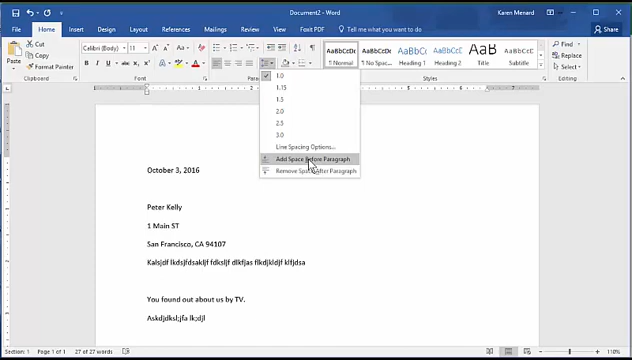 Document2 - Word
Karen Menard
File Home Insert Design Layout References Mailings Review View Foxit PDF Tell me what you want to do Share
Cut
Copy
Format Painter
Paste
Clipboard
Calibri (Body) 11
Font
AaBbCcDc AaBbCcDc AaBbC AaBbCcC AaB AaBbCcD
¶ Normal ¶ No Spac... Heading 1 Heading 2 Title Subtitle
Styles
Find
Replace
Select
Editing
1.0
1.15
1.5
2.0
2.5
3.0
Line Spacing Options...
Add Space Before Paragraph
Remove Space After Paragraph
October 3, 2016
Peter Kelly
1 Main ST
San Francisco, CA 94107
Kalsjdf lkdsjfdsakljf fdksljf dlkfjas flkdjkldjf klfjdsa
You found out about us by TV.
Askdjdksl;jfa lk;djl
Section: 1 Page 1 of 1 27 of 27 words
110%